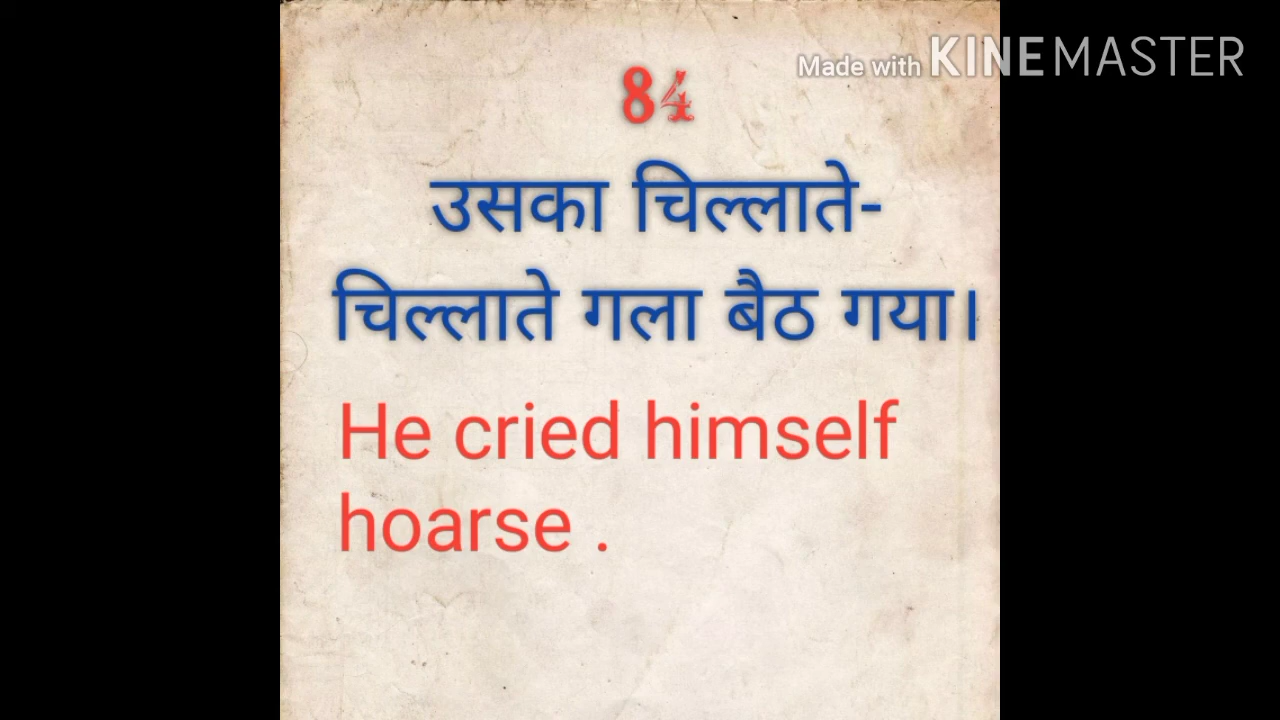 Made with KINEMASTER
84
उसका चिल्लाते-
चिल्लाते गला बैठ गया।
He cried himself
hoarse .